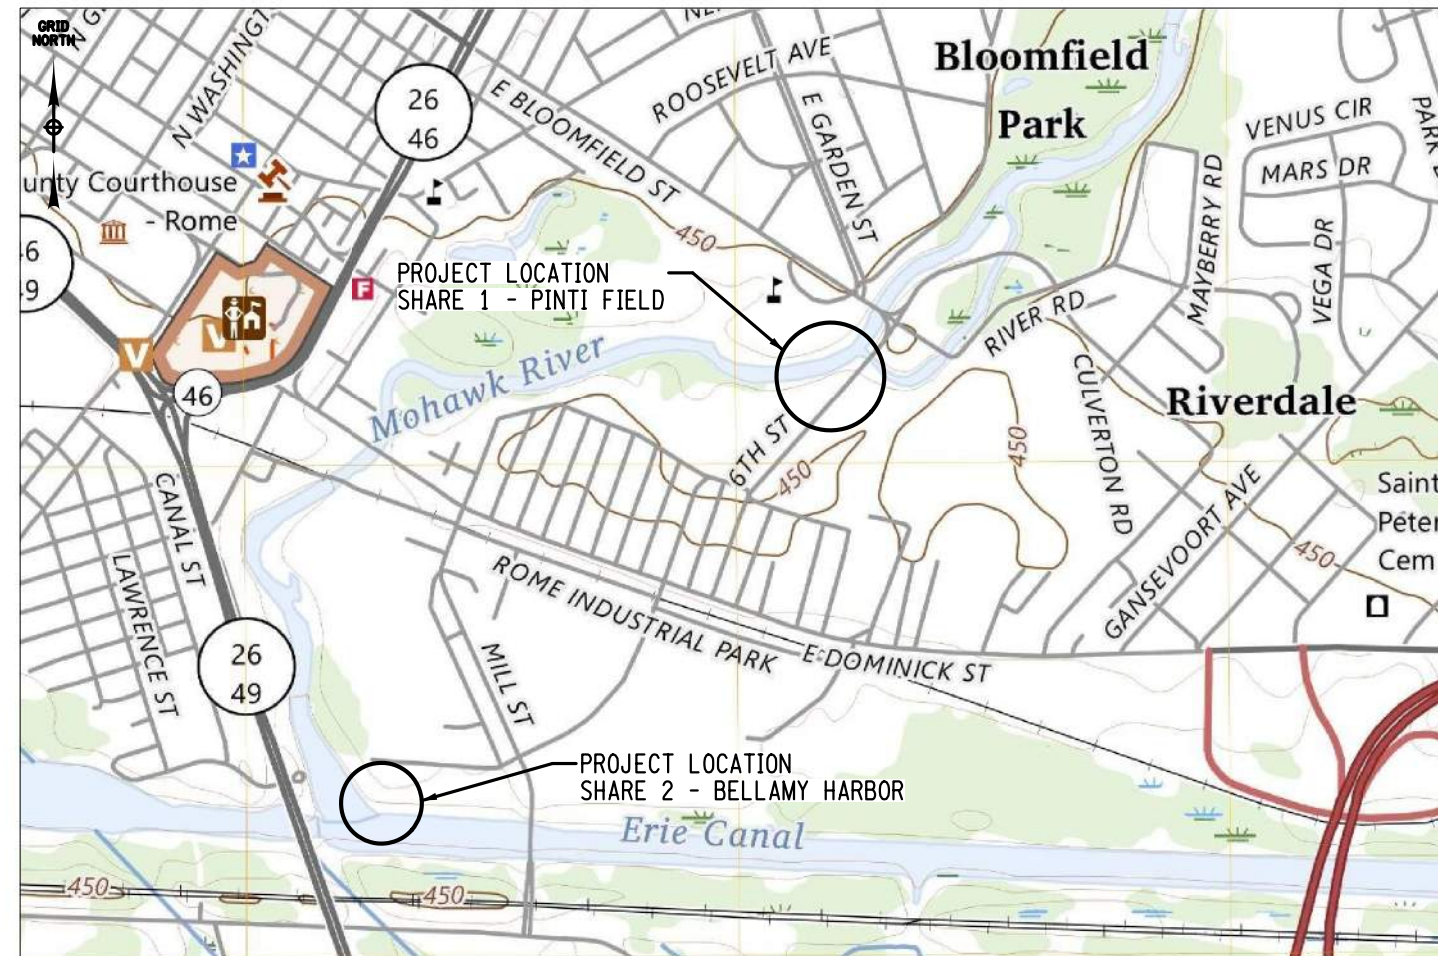 GRID
NORTH
N WASHINGT
26
46
E BLOOMFIELD ST
ROOSEVELT AVE
E GARDEN ST
Bloomfield
Park
VENUS CIR
MARS DR
MAYBERRY RD
VEGA DR
unty Courthouse
- Rome
450
PROJECT LOCATION
SHARE 1 - PINTI FIELD
F
V
V
46
RIVER RD
Mohawk River
CULVERTON RD
Riverdale
6TH ST
450
450
CANAL ST
LAWRENCE ST
GANSEVOORT AVE
Saint
Peter
Cem
450
ROME INDUSTRIAL PARK
E DOMINICK ST
MILL ST
26
49
PROJECT LOCATION
SHARE 2 - BELLAMY HARBOR
Erie Canal
450
450